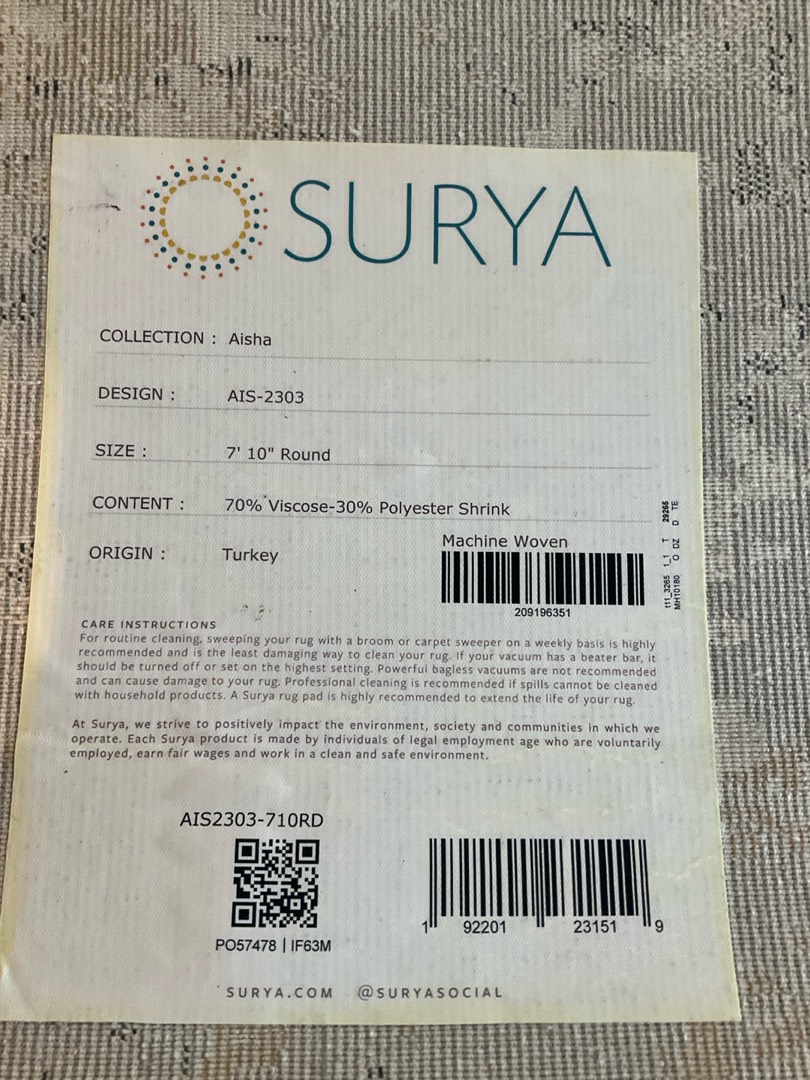 SURYA
COLLECTION : Aisha
DESIGN : AIS-2303
SIZE : 7' 10" Round
CONTENT : 70% Viscose-30% Polyester Shrink
ORIGIN : Turkey
Machine Woven
209196351
t11_3265 1_1 T 29265
MH10180 O DZ D TE
CARE INSTRUCTIONS
For routine cleaning, sweeping your rug with a broom or carpet sweeper on a weekly basis is highly
recommended and is the least damaging way to clean your rug. If your vacuum has a beater bar, it
should be turned off or set on the highest setting. Powerful bagless vacuums are not recommended
and can cause damage to your rug. Professional cleaning is recommended if spills cannot be cleaned
with household products. A Surya rug pad is highly recommended to extend the life of your rug.
At Surya, we strive to positively impact the environment, society and communities in which we
operate. Each Surya product is made by individuals of legal employment age who are voluntarily
employed, earn fair wages and work in a clean and safe environment.
AIS2303-710RD
PO57478 | IF63M
1 92201 23151 9
SURYA.COM @SURYASOCIAL